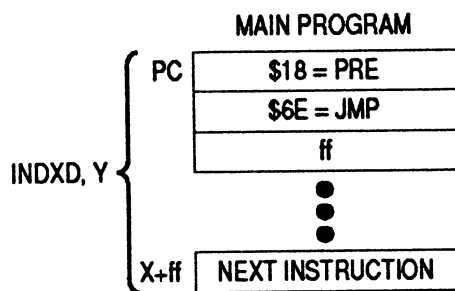 MAIN PROGRAM
PC $18 = PRE
$6E = JMP
ff
INDXD, Y
X+ff NEXT INSTRUCTION